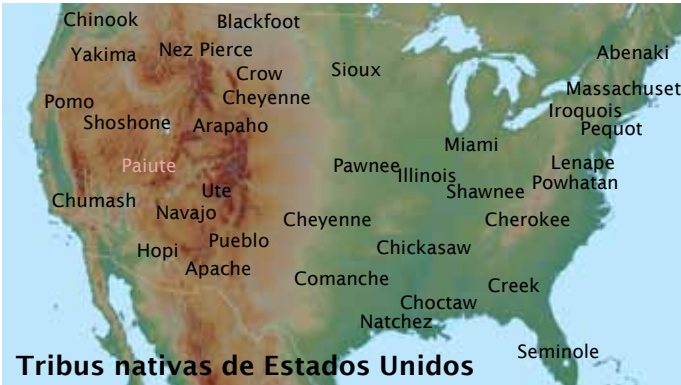 Chinook
Blackfoot
Yakima
Nez Pierce
Crow
Sioux
Abenaki
Cheyenne
Massachuset
Pomo
Iroquois
Shoshone
Arapaho
Pequot
Miami
Paiute
Pawnee
Illinois
Lenape
Ute
Shawnee
Powhatan
Chumash
Navajo
Cheyenne
Cherokee
Hopi
Pueblo
Chickasaw
Apache
Comanche
Creek
Choctaw
Natchez
Seminole
Tribus nativas de Estados Unidos